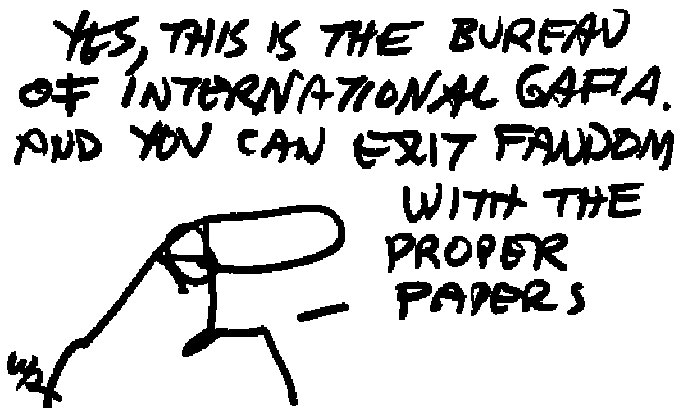 YES, THIS IS THE BUREAU
OF INTERNATIONAL GAFIA.
AND YOU CAN EXIT FANDOM
WITH THE
PROPER
PAPERS